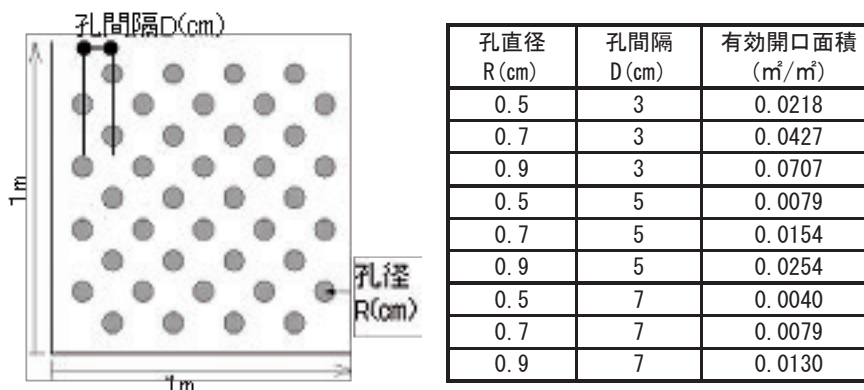 孔間隔D(cm)
1m
孔径
R(cm)
1m
孔直径 孔間隔 有効開口面積
R(cm) D(cm) (㎡/㎡)
0.5 3 0.0218
0.7 3 0.0427
0.9 3 0.0707
0.5 5 0.0079
0.7 5 0.0154
0.9 5 0.0254
0.5 7 0.0040
0.7 7 0.0079
0.9 7 0.0130